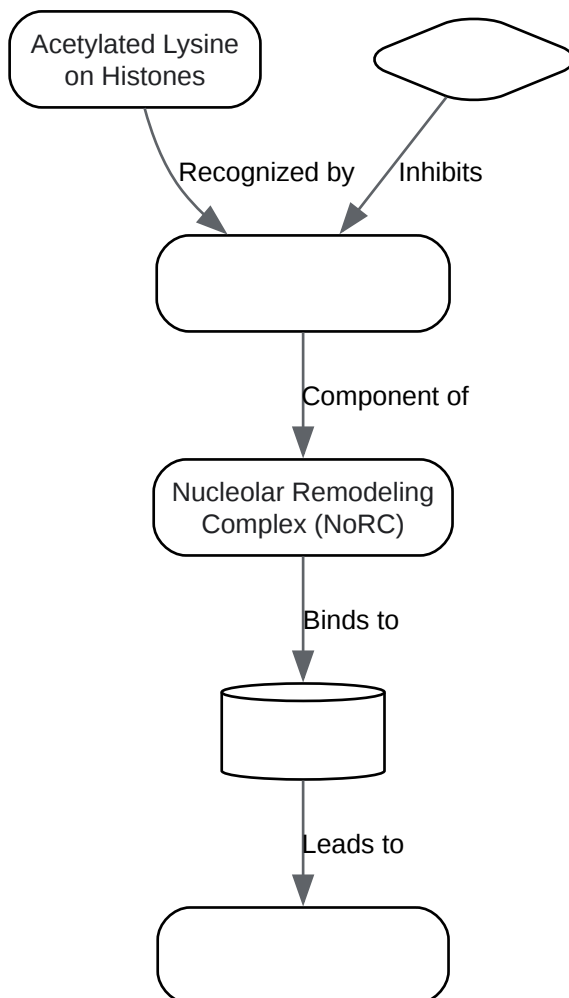 Acetylated Lysine
on Histones
Recognized by
Inhibits
Component of
Nucleolar Remodeling
Complex (NoRC)
Binds to
Leads to